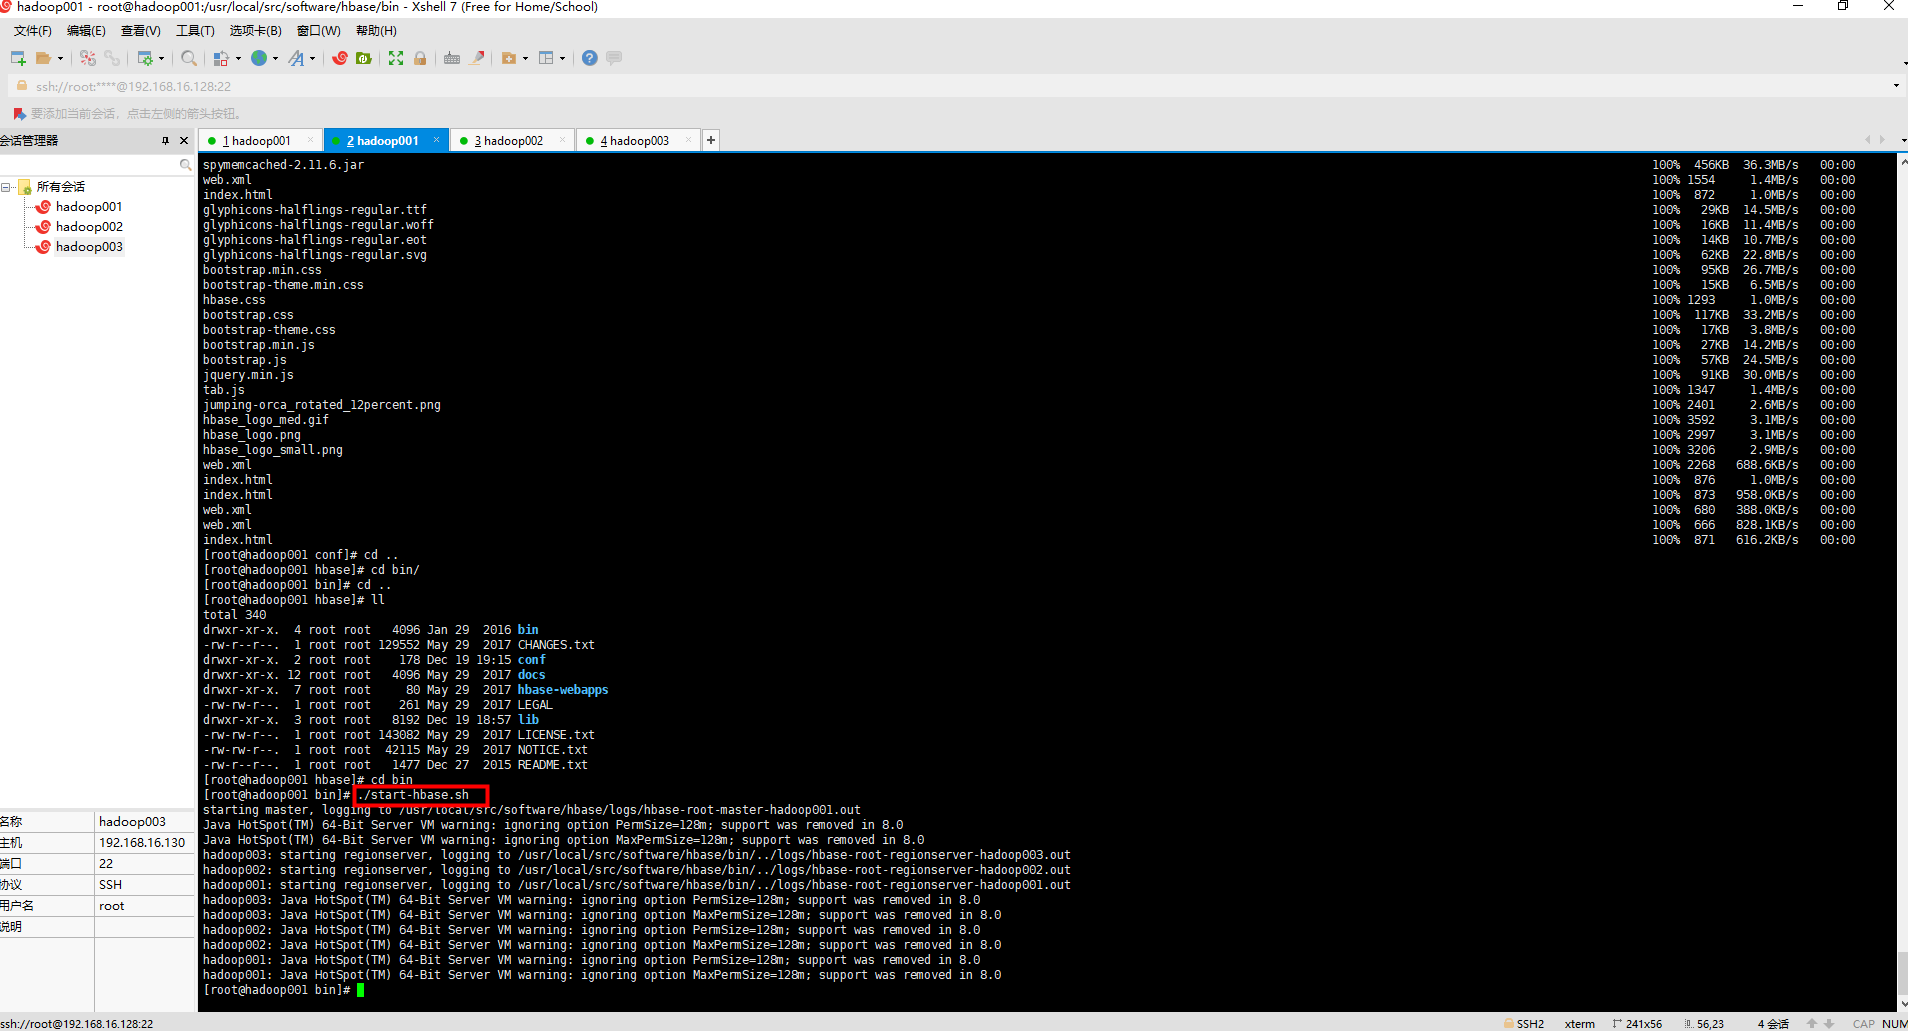 hadoop001 - root@hadoop001:/usr/local/src/software/hbase/bin - Xshell 7 (Free for Home/School)
文件(F) 编辑(E) 查看(V) 工具(T) 选项卡(B) 窗口(W) 帮助(H)
ssh://root:****@192.168.16.128:22
要添加当前会话，点击左侧的箭头按钮。
会话管理器
1 hadoop001 2 hadoop001 3 hadoop002 4 hadoop003
所有会话
hadoop001
hadoop002
hadoop003
spymemcached-2.11.6.jar 100% 456KB 36.3MB/s 00:00
web.xml 100% 1554 1.4MB/s 00:00
index.html 100% 872 1.0MB/s 00:00
glyphicons-halflings-regular.ttf 100% 29KB 14.5MB/s 00:00
glyphicons-halflings-regular.woff 100% 16KB 11.4MB/s 00:00
glyphicons-halflings-regular.eot 100% 14KB 10.7MB/s 00:00
glyphicons-halflings-regular.svg 100% 62KB 22.8MB/s 00:00
bootstrap.min.css 100% 95KB 26.7MB/s 00:00
bootstrap-theme.min.css 100% 15KB 6.5MB/s 00:00
hbase.css 100% 1293 1.0MB/s 00:00
bootstrap.css 100% 117KB 33.2MB/s 00:00
bootstrap-theme.css 100% 17KB 3.8MB/s 00:00
bootstrap.min.js 100% 27KB 14.2MB/s 00:00
bootstrap.js 100% 57KB 24.5MB/s 00:00
jquery.min.js 100% 91KB 30.0MB/s 00:00
tab.js 100% 1347 1.4MB/s 00:00
jumping-orca_rotated_12percent.png 100% 2401 2.6MB/s 00:00
hbase_logo_med.gif 100% 3592 3.1MB/s 00:00
hbase_logo.png 100% 2997 3.1MB/s 00:00
hbase_logo_small.png 100% 3206 2.9MB/s 00:00
web.xml 100% 2268 688.6KB/s 00:00
index.html 100% 876 1.0MB/s 00:00
index.html 100% 873 958.0KB/s 00:00
web.xml 100% 680 388.0KB/s 00:00
web.xml 100% 666 828.1KB/s 00:00
index.html 100% 871 616.2KB/s 00:00
[root@hadoop001 conf]# cd ..
[root@hadoop001 hbase]# cd bin/
[root@hadoop001 bin]# cd ..
[root@hadoop001 hbase]# ll
total 340
drwxr-xr-x. 4 root root 4096 Jan 29 2016 bin
-rw-r--r--. 1 root root 129552 May 29 2017 CHANGES.txt
drwxr-xr-x. 2 root root 178 Dec 19 19:15 conf
drwxr-xr-x. 12 root root 4096 May 29 2017 docs
drwxr-xr-x. 7 root root 80 May 29 2017 hbase-webapps
-rw-rw-r--. 1 root root 261 May 29 2017 LEGAL
drwxr-xr-x. 3 root root 8192 Dec 19 18:57 lib
-rw-rw-r--. 1 root root 143082 May 29 2017 LICENSE.txt
-rw-rw-r--. 1 root root 42115 May 29 2017 NOTICE.txt
-rw-r--r--. 1 root root 1477 Dec 27 2015 README.txt
[root@hadoop001 hbase]# cd bin
[root@hadoop001 bin]# ./start-hbase.sh
starting master, logging to /usr/local/src/software/hbase/logs/hbase-root-master-hadoop001.out
Java HotSpot(TM) 64-Bit Server VM warning: ignoring option PermSize=128m; support was removed in 8.0
Java HotSpot(TM) 64-Bit Server VM warning: ignoring option MaxPermSize=128m; support was removed in 8.0
hadoop003: starting regionserver, logging to /usr/local/src/software/hbase/bin/../logs/hbase-root-regionserver-hadoop003.out
hadoop002: starting regionserver, logging to /usr/local/src/software/hbase/bin/../logs/hbase-root-regionserver-hadoop002.out
hadoop001: starting regionserver, logging to /usr/local/src/software/hbase/bin/../logs/hbase-root-regionserver-hadoop001.out
hadoop003: Java HotSpot(TM) 64-Bit Server VM warning: ignoring option PermSize=128m; support was removed in 8.0
hadoop003: Java HotSpot(TM) 64-Bit Server VM warning: ignoring option MaxPermSize=128m; support was removed in 8.0
hadoop002: Java HotSpot(TM) 64-Bit Server VM warning: ignoring option PermSize=128m; support was removed in 8.0
hadoop002: Java HotSpot(TM) 64-Bit Server VM warning: ignoring option MaxPermSize=128m; support was removed in 8.0
hadoop001: Java HotSpot(TM) 64-Bit Server VM warning: ignoring option PermSize=128m; support was removed in 8.0
hadoop001: Java HotSpot(TM) 64-Bit Server VM warning: ignoring option MaxPermSize=128m; support was removed in 8.0
[root@hadoop001 bin]#
名称 hadoop003
主机 192.168.16.130
端口 22
协议 SSH
用户名 root
说明
ssh://root@192.168.16.128:22 SSH2 xterm 241x56 56,23 4 会话 CAP NUM